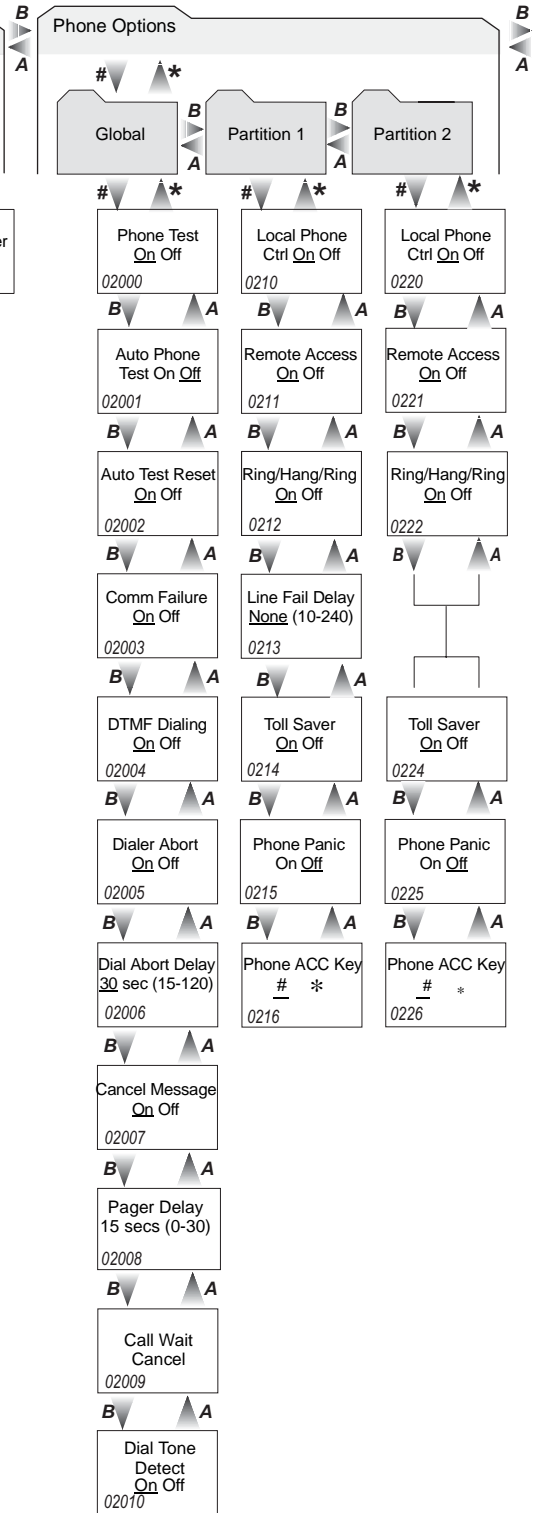 B
A
Phone Options
B
A
#
*
Global
B
A
Partition 1
B
A
Partition 2
#
*
#
*
#
*
er
Phone Test
On Off
02000
B
A
Auto Phone
Test On Off
02001
B
A
Auto Test Reset
On Off
02002
B
A
Comm Failure
On Off
02003
B
A
DTMF Dialing
On Off
02004
B
A
Dialer Abort
On Off
02005
B
A
Dial Abort Delay
30 sec (15-120)
02006
B
A
Cancel Message
On Off
02007
B
A
Pager Delay
15 secs (0-30)
02008
B
A
Call Wait
Cancel
02009
B
A
Dial Tone
Detect
On Off
02010
Local Phone
Ctrl On Off
0210
B
A
Remote Access
On Off
0211
B
A
Ring/Hang/Ring
On Off
0212
B
A
Line Fail Delay
None (10-240)
0213
B
A
Toll Saver
On Off
0214
B
A
Phone Panic
On Off
0215
B
A
Phone ACC Key
# *
0216
Local Phone
Ctrl On Off
0220
B
A
Remote Access
On Off
0221
B
A
Ring/Hang/Ring
On Off
0222
B
A
Toll Saver
On Off
0224
B
A
Phone Panic
On Off
0225
B
A
Phone ACC Key
# *
0226